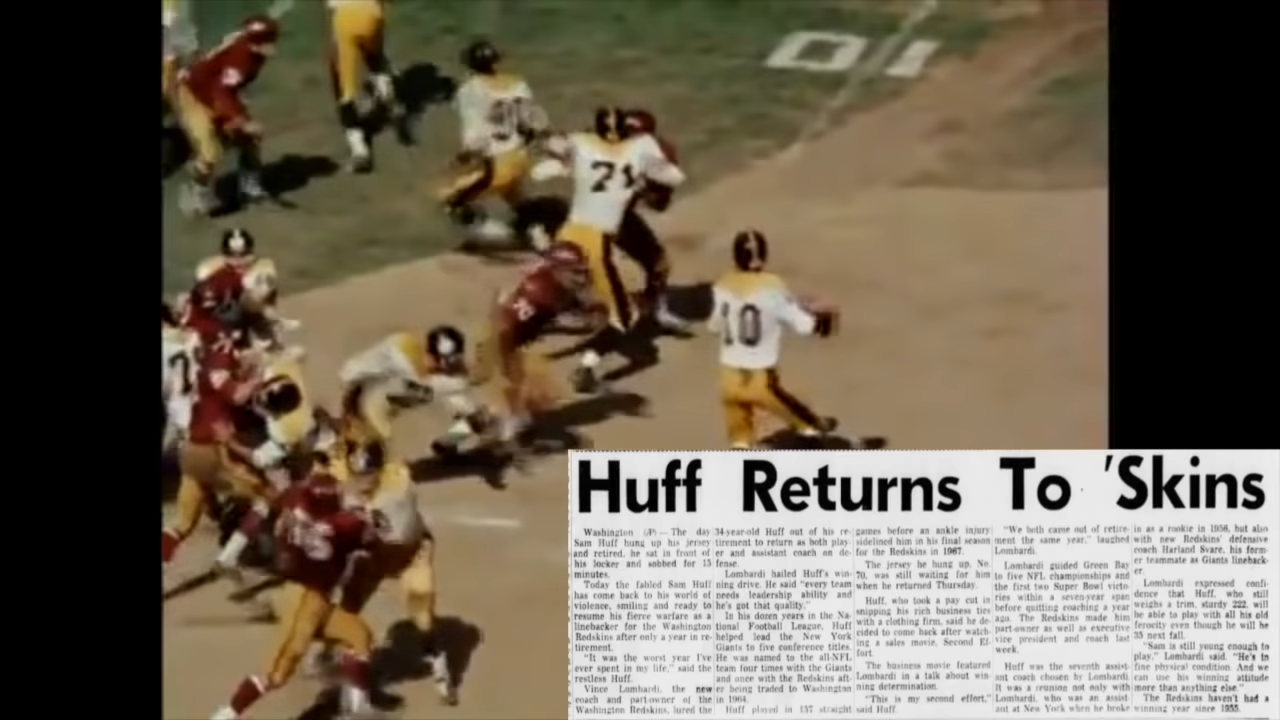 10
71
10
Huff Returns To 'Skins
Washington (AP) — The day
Sam Huff hung up his jersey
and retired, he sat in front of
his locker and sobbed for 15
minutes.
Today the fabled Sam Huff
has come back to his world of
violence, smiling and ready to
resume his fierce warfare as a
linebacker for the Washington
Redskins after only a year in re-
tirement.
"It was the worst year I've
ever spent in my life," said the
restless Huff.
Vince Lombardi, the new
coach and part-owner of the
Washington Redskins, lured the
34-year-old Huff out of his re-
tirement to return as both play-
er and assistant coach on de-
fense.
Lombardi hailed Huff's win-
ning drive. He said "every team
needs leadership ability and
he's got that quality."
In his dozen years in the Na-
tional Football League, Huff
helped lead the New York
Giants to five conference titles.
He was named to the all-NFL
team four times with the Giants
and once with the Redskins aft-
er being traded to Washington
in 1964.
Huff played in 137 straight
games before an ankle injury
sidelined him in his final season
for the Redskins in 1967.
The jersey he hung up, No.
70, was still waiting for him
when he returned Thursday.
Huff, who took a pay cut in
snipping his rich business ties
with a clothing firm, said he de-
cided to come back after watch-
ing a sales movie, Second Ef-
fort.
The business movie featured
Lombardi in a talk about win-
ning determination.
"This is my second effort,"
said Huff.
"We both came out of retire-
ment the same year," laughed
Lombardi.
Lombardi guided Green Bay
to five NFL championships and
the first two Super Bowl victo-
ries within a seven-year span
before quitting coaching a year
ago. The Redskins made him
part-owner as well as executive
vice president and coach last
week.
Huff was the seventh assist-
ant coach chosen by Lombardi.
It was a reunion not only with
Lombardi, who was an assist-
ant at New York when he broke
in as a rookie in 1956, but also
with new Redskins' defensive
coach Harland Svare, his form-
er teammate as Giants lineback-
er.
Lombardi expressed confi-
dence that Huff, who still
weighs a trim, sturdy 222, will
be able to play with all his old
ferocity even though he will be
35 next fall.
"Sam is still young enough to
play," Lombardi said. "He's in
fine physical condition. And we
can use his winning attitude
more than anything else."
The Redskins haven't had a
winning year since 1955.